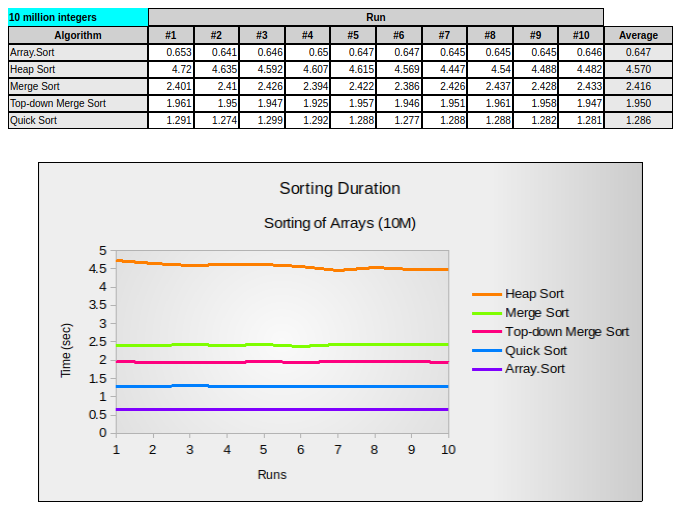 10 million integers Run
Algorithm #1 #2 #3 #4 #5 #6 #7 #8 #9 #10 Average
Array.Sort 0.653 0.641 0.646 0.65 0.647 0.647 0.645 0.645 0.645 0.646 0.647
Heap Sort 4.72 4.635 4.592 4.607 4.615 4.569 4.447 4.54 4.488 4.482 4.570
Merge Sort 2.401 2.41 2.426 2.394 2.422 2.386 2.426 2.437 2.428 2.433 2.416
Top-down Merge Sort 1.961 1.95 1.947 1.925 1.957 1.946 1.951 1.961 1.958 1.947 1.950
Quick Sort 1.291 1.274 1.299 1.292 1.288 1.277 1.288 1.288 1.282 1.281 1.286
Sorting Duration
Sorting of Arrays (10M)
5
4.5
4
3.5
3
2.5
2
1.5
1
0.5
0
Time (sec)
1 2 3 4 5 6 7 8 9 10
Runs
Heap Sort
Merge Sort
Top-down Merge Sort
Quick Sort
Array.Sort